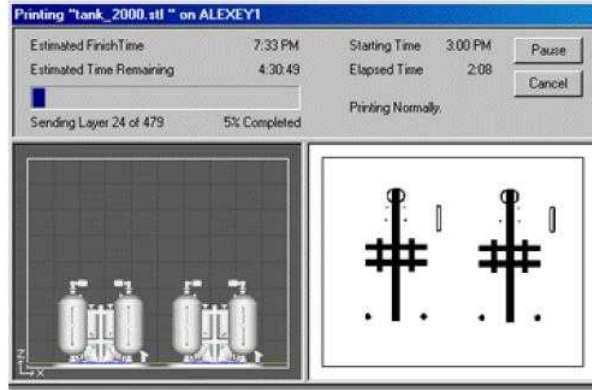 Printing "tank_2000.stl " on ALEXEY1
Estimated FinishTime 7:33 PM Starting Time 3:00 PM Pause
Estimated Time Remaining 4:30:49 Elapsed Time 2:08 Cancel
Printing Normally.
Sending Layer 24 of 479 5% Completed
Z
X